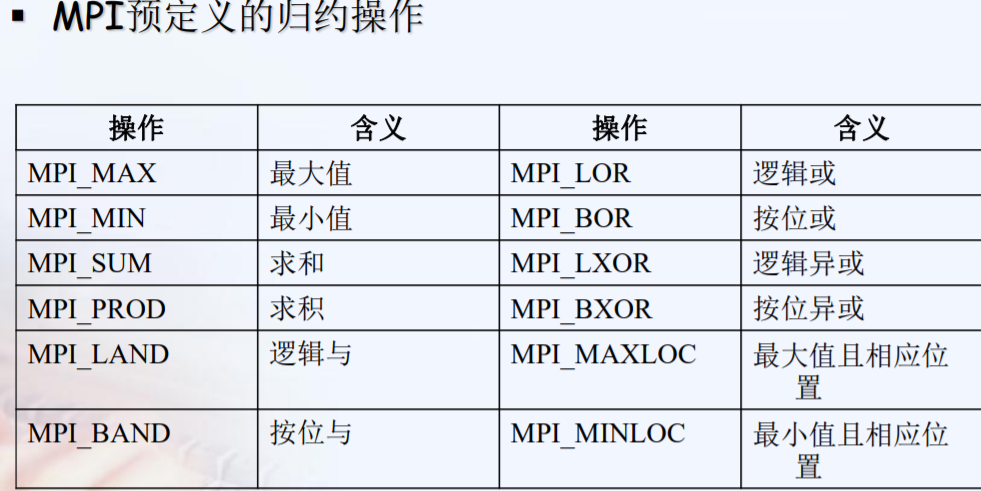 ▪ MPI预定义的归约操作
操作 含义 操作 含义
MPI_MAX 最大值 MPI_LOR 逻辑或
MPI_MIN 最小值 MPI_BOR 按位或
MPI_SUM 求和 MPI_LXOR 逻辑异或
MPI_PROD 求积 MPI_BXOR 按位异或
MPI_LAND 逻辑与 MPI_MAXLOC 最大值且相应位
置
MPI_BAND 按位与 MPI_MINLOC 最小值且相应位
置